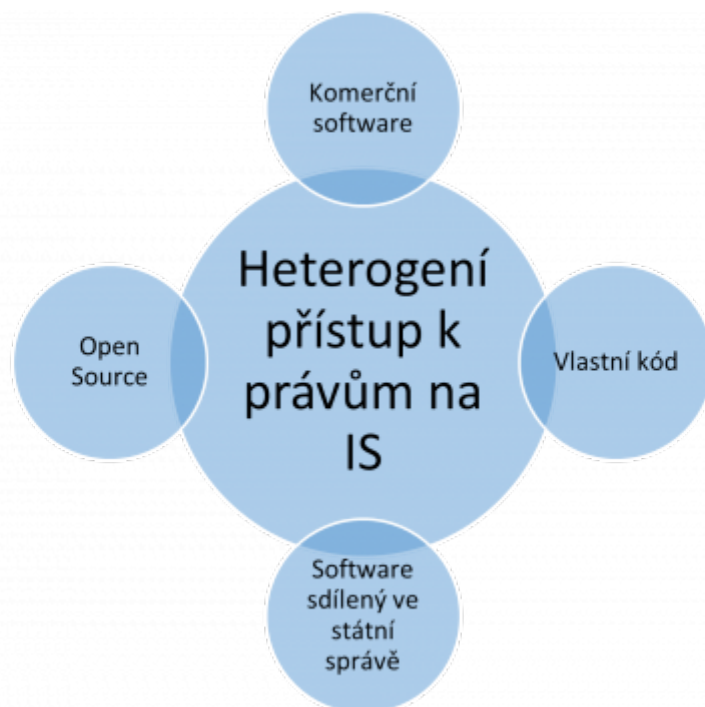 Komerční
software
Heterogení
přístup k
právům na
IS
Open
Source
Vlastní kód
Software
sdílený ve
státní
správě